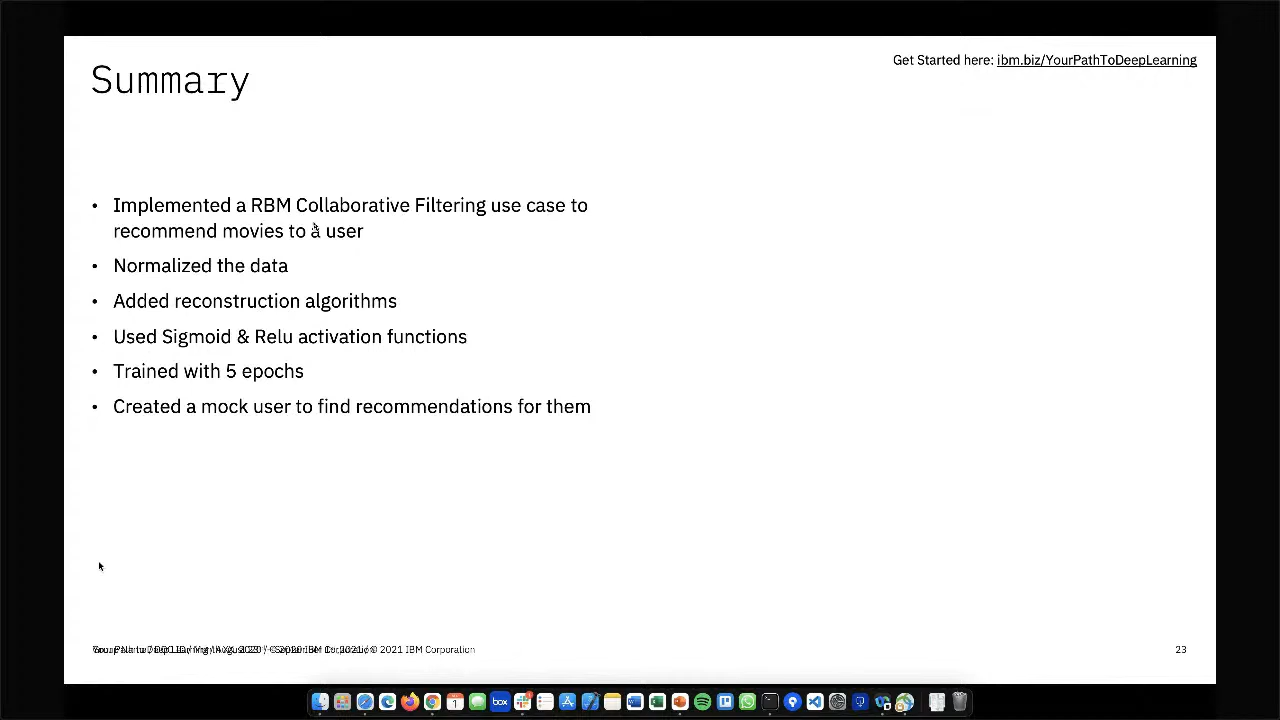 Get Started here: ibm.biz/YourPathToDeepLearning
Summary
• Implemented a RBM Collaborative Filtering use case to
recommend movies to a user
• Normalized the data
• Added reconstruction algorithms
• Used Sigmoid & Relu activation functions
• Trained with 5 epochs
• Created a mock user to find recommendations for them
© 2021 IBM Corporation
23
1
box